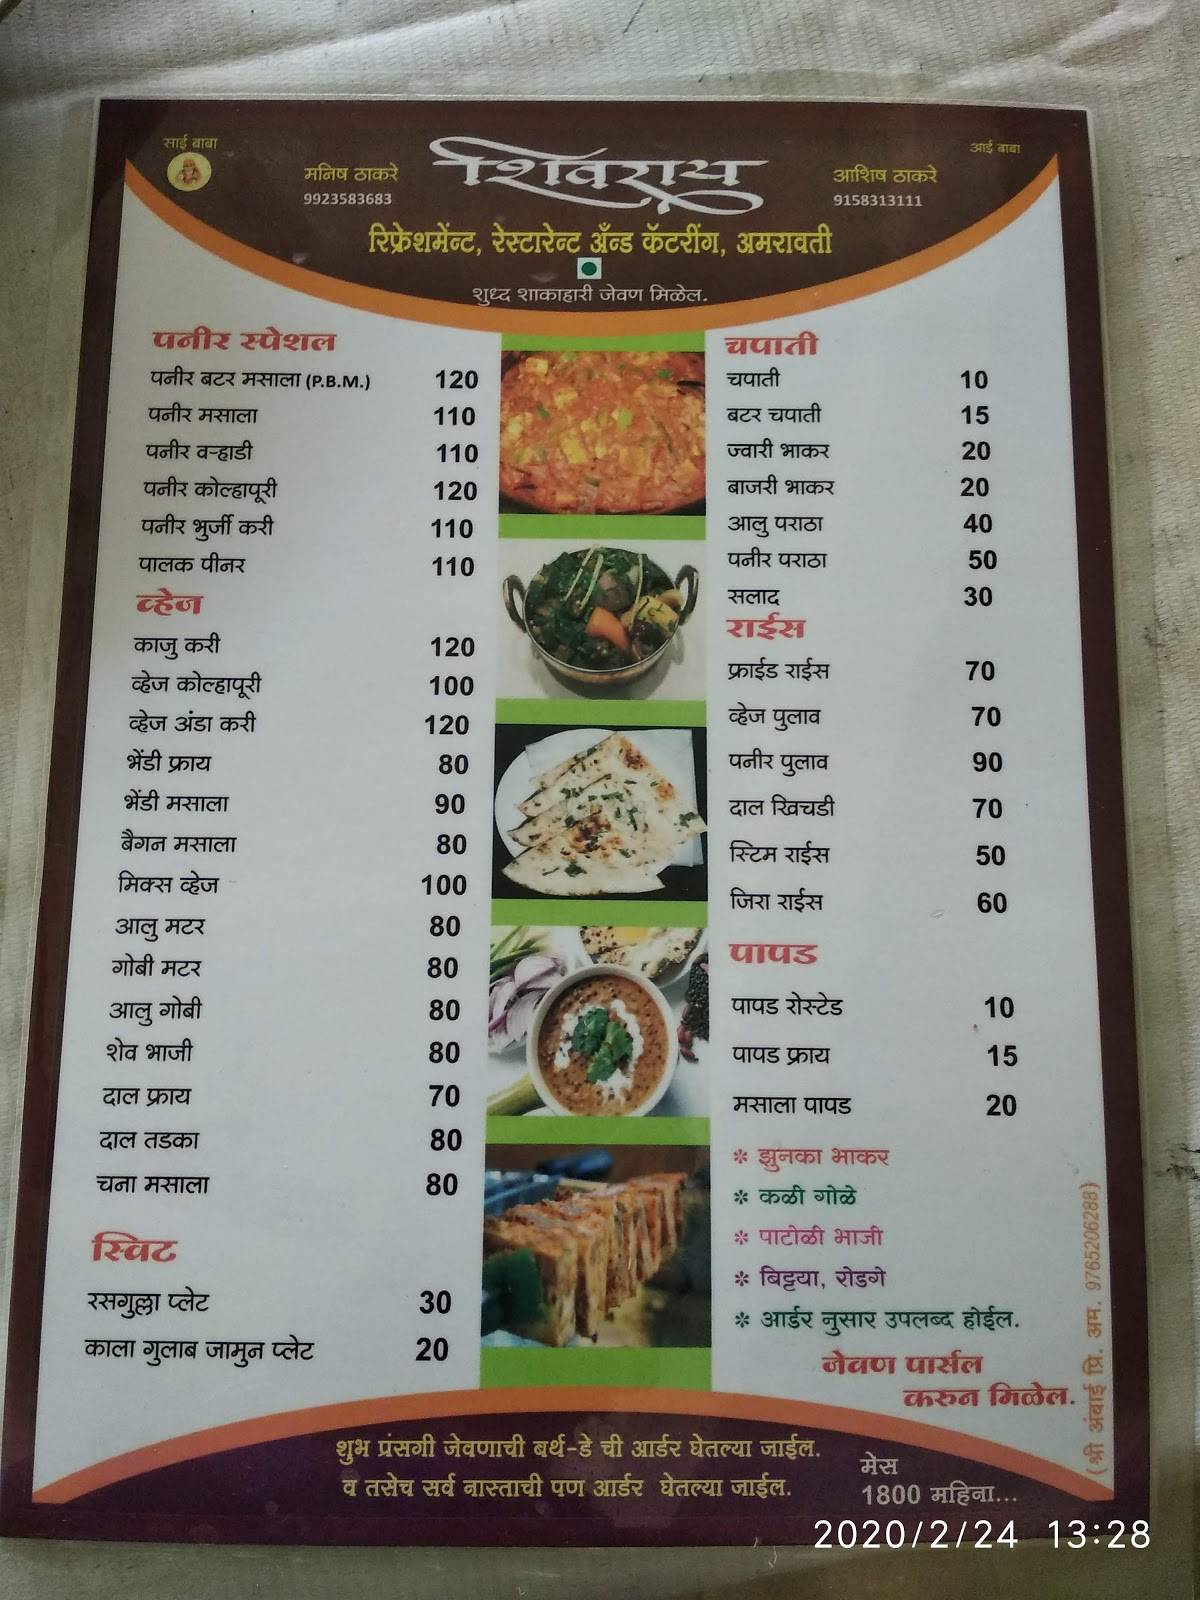 साई बाबा
आई बाबा
मनिष ठाकरे
9923583683
शिवराय
आशिष ठाकरे
9158313111
रिफ्रेशमेंन्ट, रेस्टारेन्ट ॲंन्ड कॅटरींग, अमरावती
शुध्द शाकाहारी जेवण मिळेल.
पनीर स्पेशल
पनीर बटर मसाला (P.B.M.) 120
पनीर मसाला 110
पनीर वऱ्हाडी 110
पनीर कोल्हापूरी 120
पनीर भुर्जी करी 110
पालक पीनर 110
व्हेज
काजु करी 120
व्हेज कोल्हापूरी 100
व्हेज अंडा करी 120
भेंडी फ्राय 80
भेंडी मसाला 90
बैगन मसाला 80
मिक्स व्हेज 100
आलु मटर 80
गोबी मटर 80
आलु गोबी 80
शेव भाजी 80
दाल फ्राय 70
दाल तडका 80
चना मसाला 80
स्विट
रसगुल्ला प्लेट 30
काला गुलाब जामुन प्लेट 20
चपाती
चपाती 10
बटर चपाती 15
ज्वारी भाकर 20
बाजरी भाकर 20
आलु पराठा 40
पनीर पराठा 50
सलाद 30
राईस
फ्राईड राईस 70
व्हेज पुलाव 70
पनीर पुलाव 90
दाल खिचडी 70
स्टिम राईस 50
जिरा राईस 60
पापड
पापड रोस्टेड 10
पापड फ्राय 15
मसाला पापड 20
* झुनका भाकर
* कळी गोळे
* पाटोळी भाजी
* बिट्टया, रोडगे
* आर्डर नुसार उपलब्द होईल.
जेवण पार्सल
करुन मिळेल.
(श्री अंबाई प्रि. अम. 9765206288)
शुभ प्रंसगी जेवणाची बर्थ-डे ची आर्डर घेतल्या जाईल.
व तसेच सर्व नास्ताची पण आर्डर घेतल्या जाईल.
मेस
1800 महिना...
2020/2/24 13:28